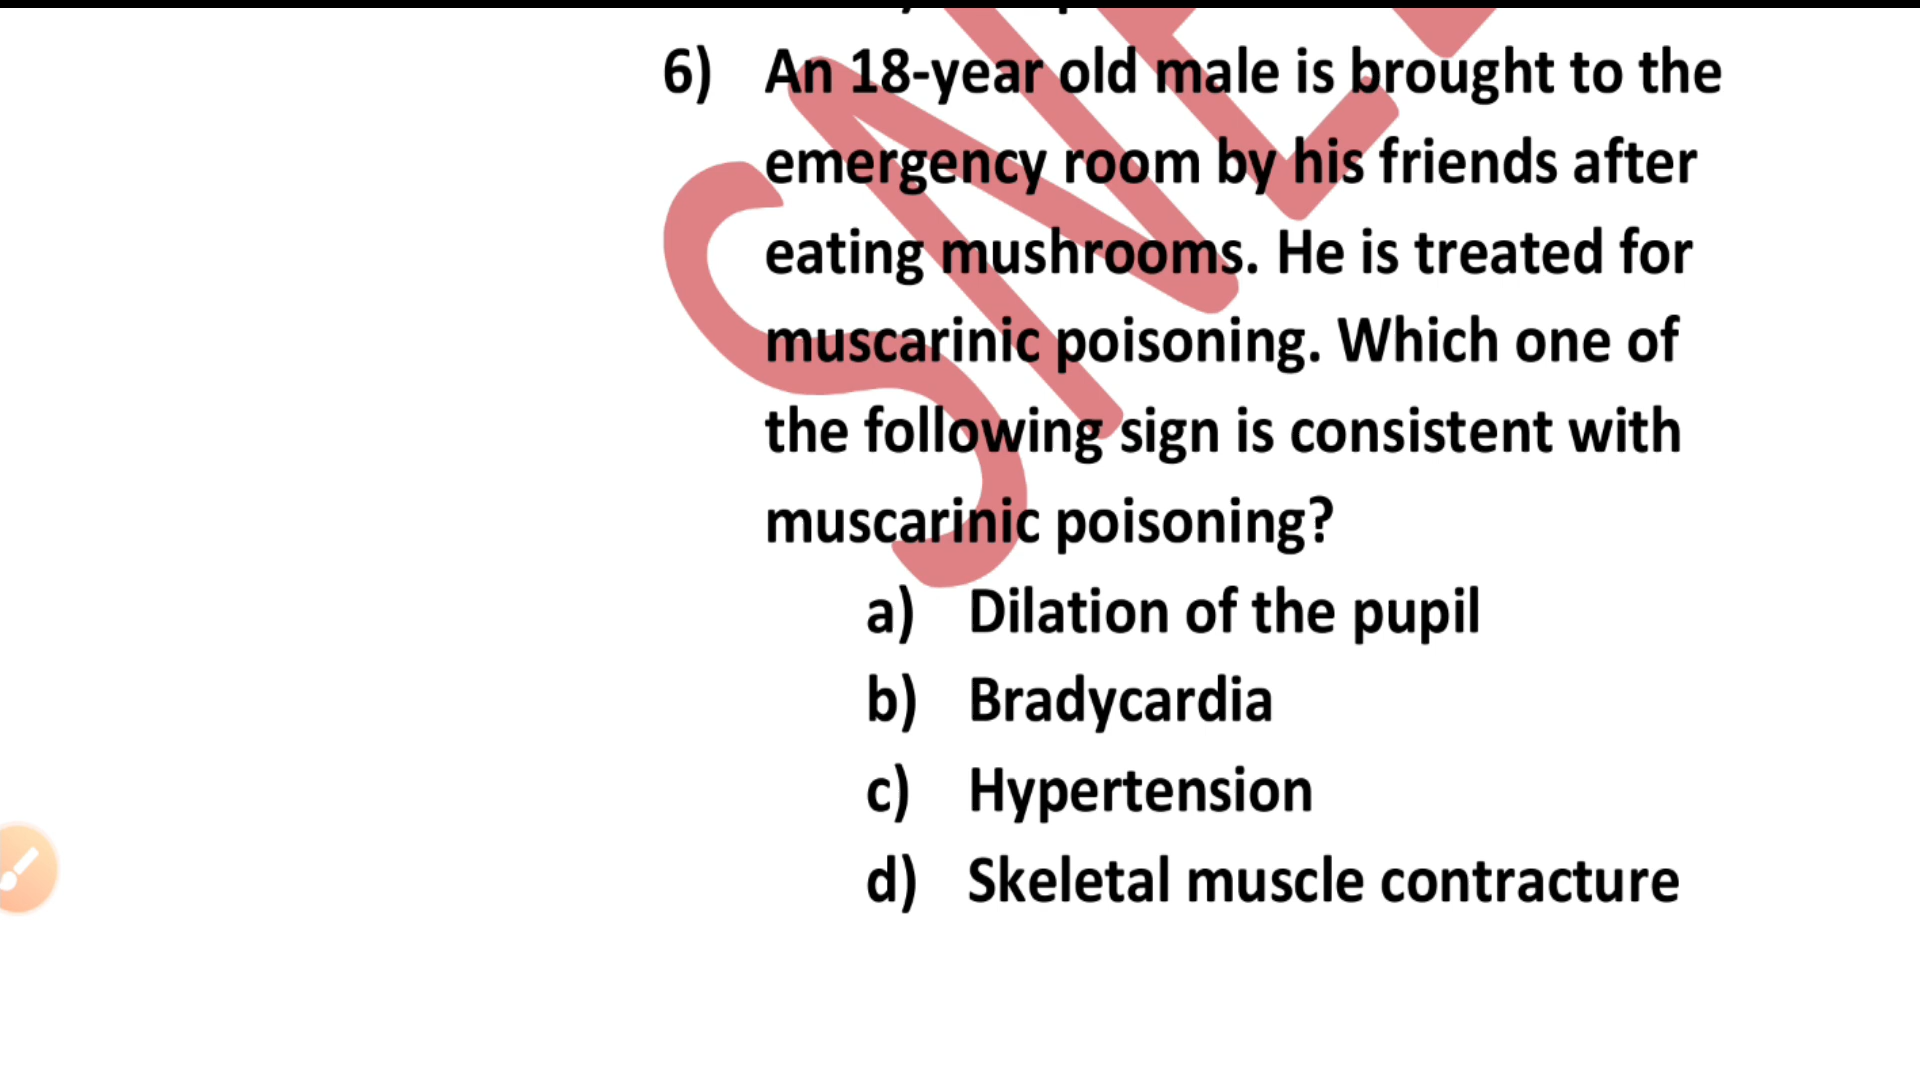 6) An 18-year old male is brought to the
emergency room by his friends after
eating mushrooms. He is treated for
muscarinic poisoning. Which one of
the following sign is consistent with
muscarinic poisoning?
a) Dilation of the pupil
b) Bradycardia
c) Hypertension
d) Skeletal muscle contracture